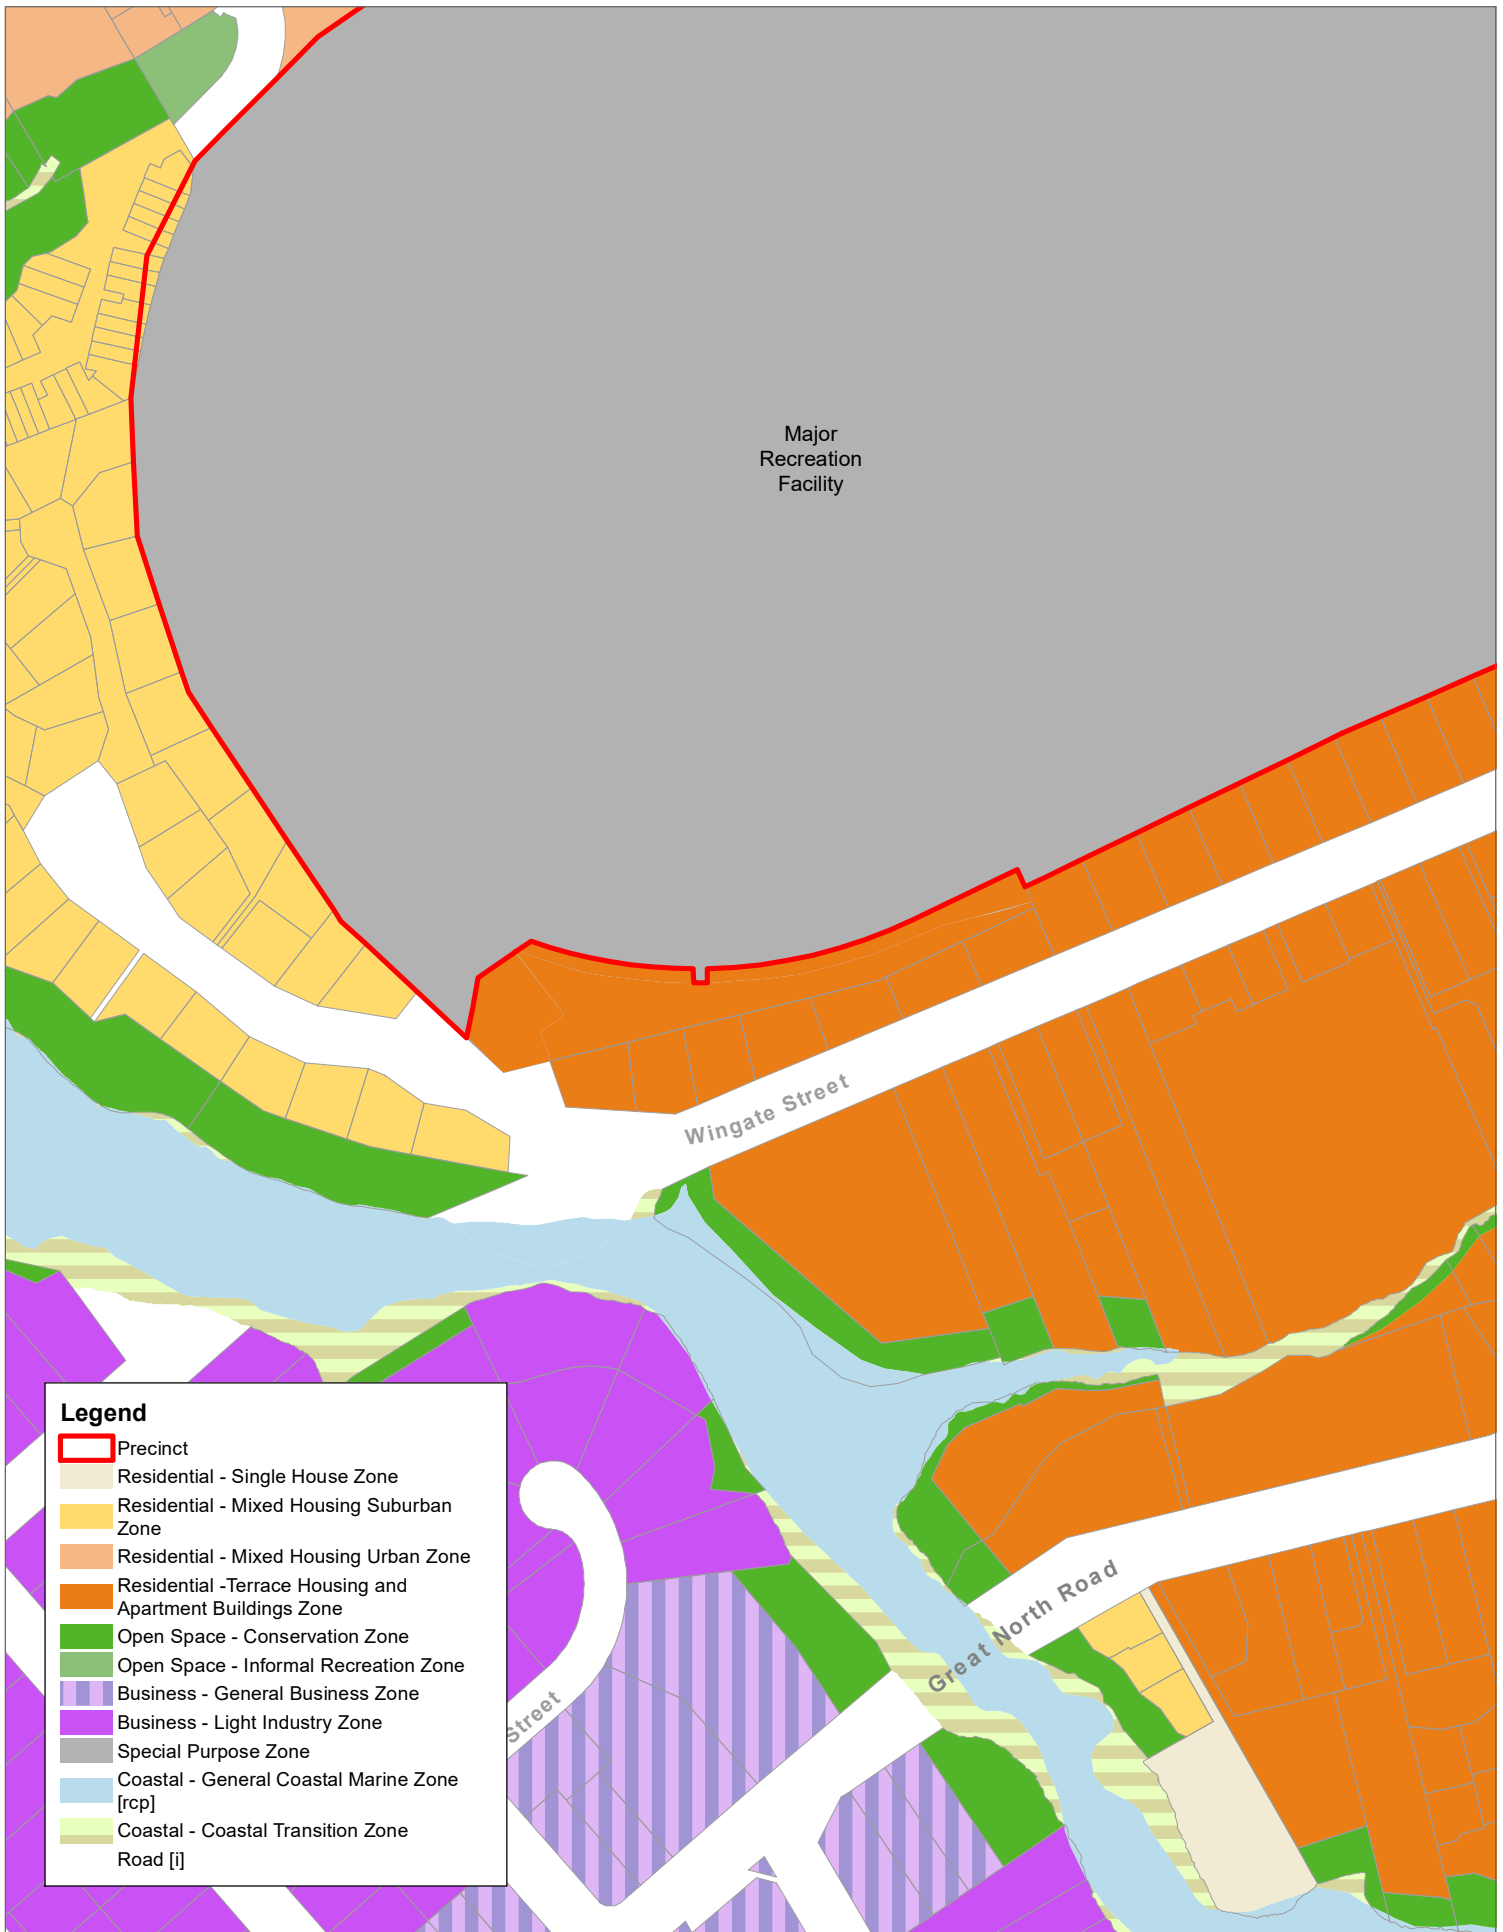 Major
Recreation
Facility
Wingate Street
Great North Road
Street
Legend
Precinct
Residential - Single House Zone
Residential - Mixed Housing Suburban
Zone
Residential - Mixed Housing Urban Zone
Residential -Terrace Housing and
Apartment Buildings Zone
Open Space - Conservation Zone
Open Space - Informal Recreation Zone
Business - General Business Zone
Business - Light Industry Zone
Special Purpose Zone
Coastal - General Coastal Marine Zone
[rcp]
Coastal - Coastal Transition Zone
Road [i]